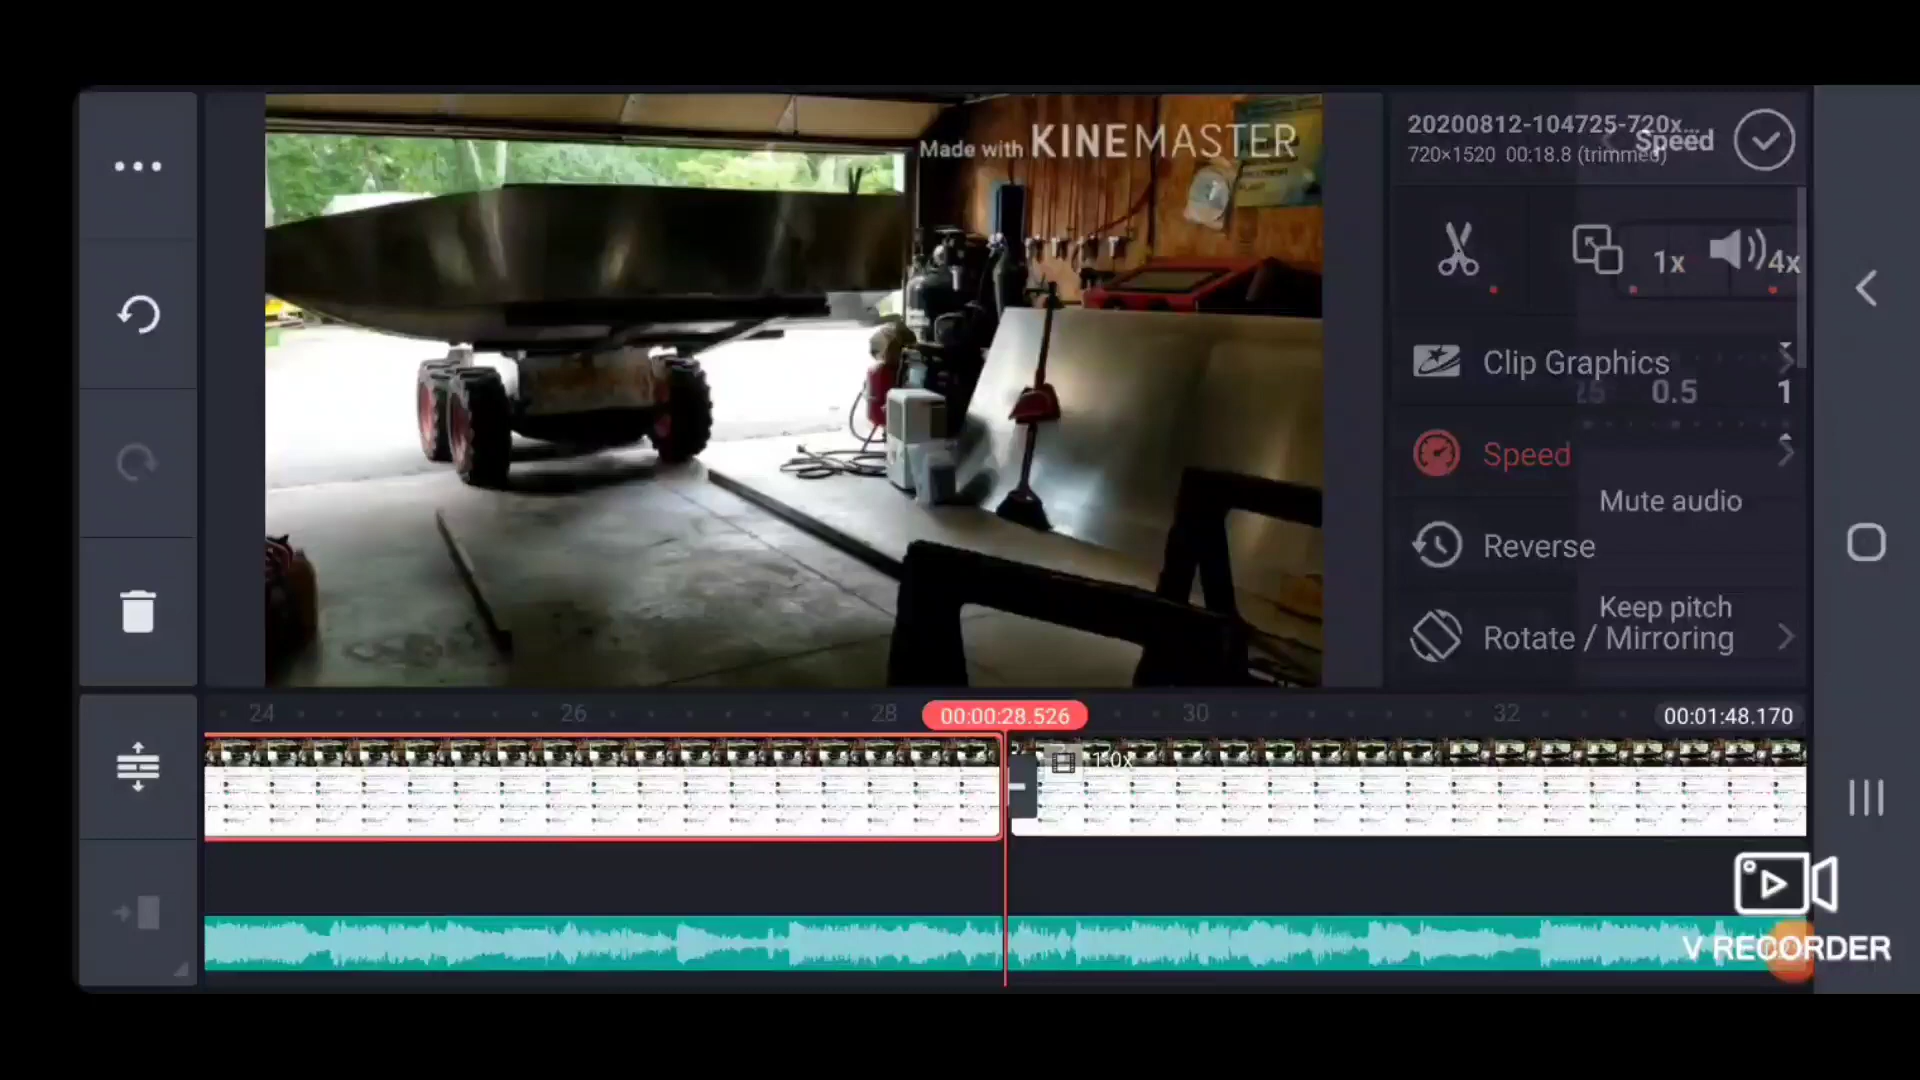 Made with KINEMASTER
20200812-104725-720x...
Speed
720×1520 00:18.8 (trimmed)
1x
4x
Clip Graphics
0.5
1
Speed
Mute audio
Reverse
Keep pitch
Rotate / Mirroring
24
26
28
00:00:28.526
30
32
00:01:48.170
1.0x
V RECORDER